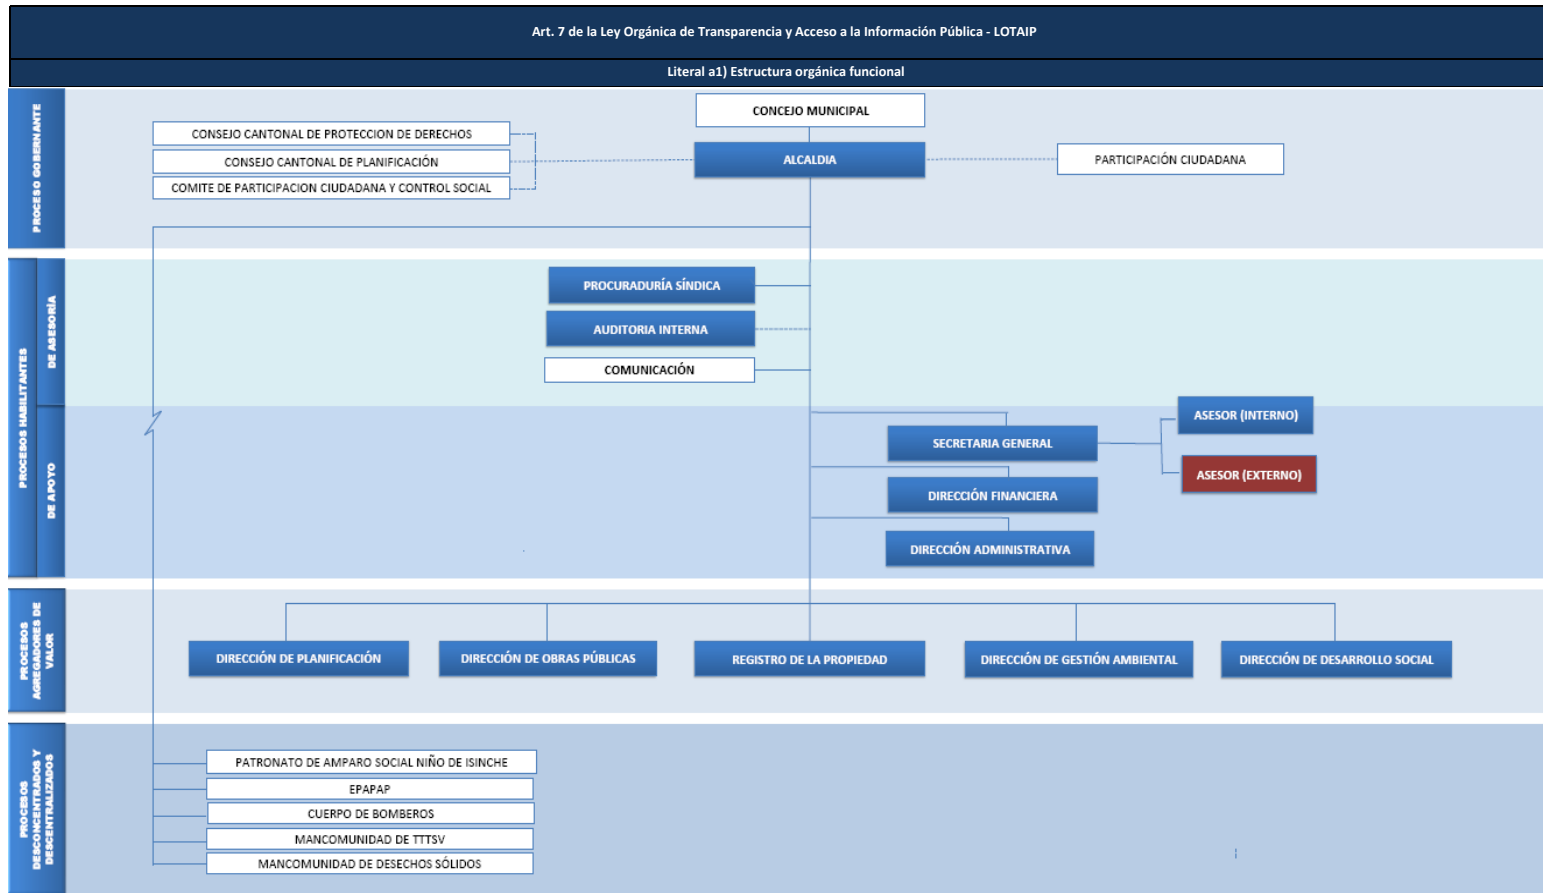 Art. 7 de la Ley Orgánica de Transparencia y Acceso a la Información Pública - LOTAIP
Literal a1) Estructura orgánica funcional
PROCESO GOBERNANTE
CONCEJO MUNICIPAL
CONSEJO CANTONAL DE PROTECCION DE DERECHOS
CONSEJO CANTONAL DE PLANIFICACIÓN
COMITE DE PARTICIPACION CIUDADANA Y CONTROL SOCIAL
ALCALDIA
PARTICIPACIÓN CIUDADANA
PROCESOS HABILITANTES
DE ASESORÍA
PROCURADURÍA SÍNDICA
AUDITORIA INTERNA
COMUNICACIÓN
DE APOYO
SECRETARIA GENERAL
ASESOR (INTERNO)
ASESOR (EXTERNO)
DIRECCIÓN FINANCIERA
DIRECCIÓN ADMINISTRATIVA
PROCESOS
AGREGADORES DE
VALOR
DIRECCIÓN DE PLANIFICACIÓN
DIRECCIÓN DE OBRAS PÚBLICAS
REGISTRO DE LA PROPIEDAD
DIRECCIÓN DE GESTIÓN AMBIENTAL
DIRECCIÓN DE DESARROLLO SOCIAL
PROCESOS
DESCONCENTRADOS Y
DESCENTRALIZADOS
PATRONATO DE AMPARO SOCIAL NIÑO DE ISINCHE
EPAPAP
CUERPO DE BOMBEROS
MANCOMUNIDAD DE TTTSV
MANCOMUNIDAD DE DESECHOS SÓLIDOS